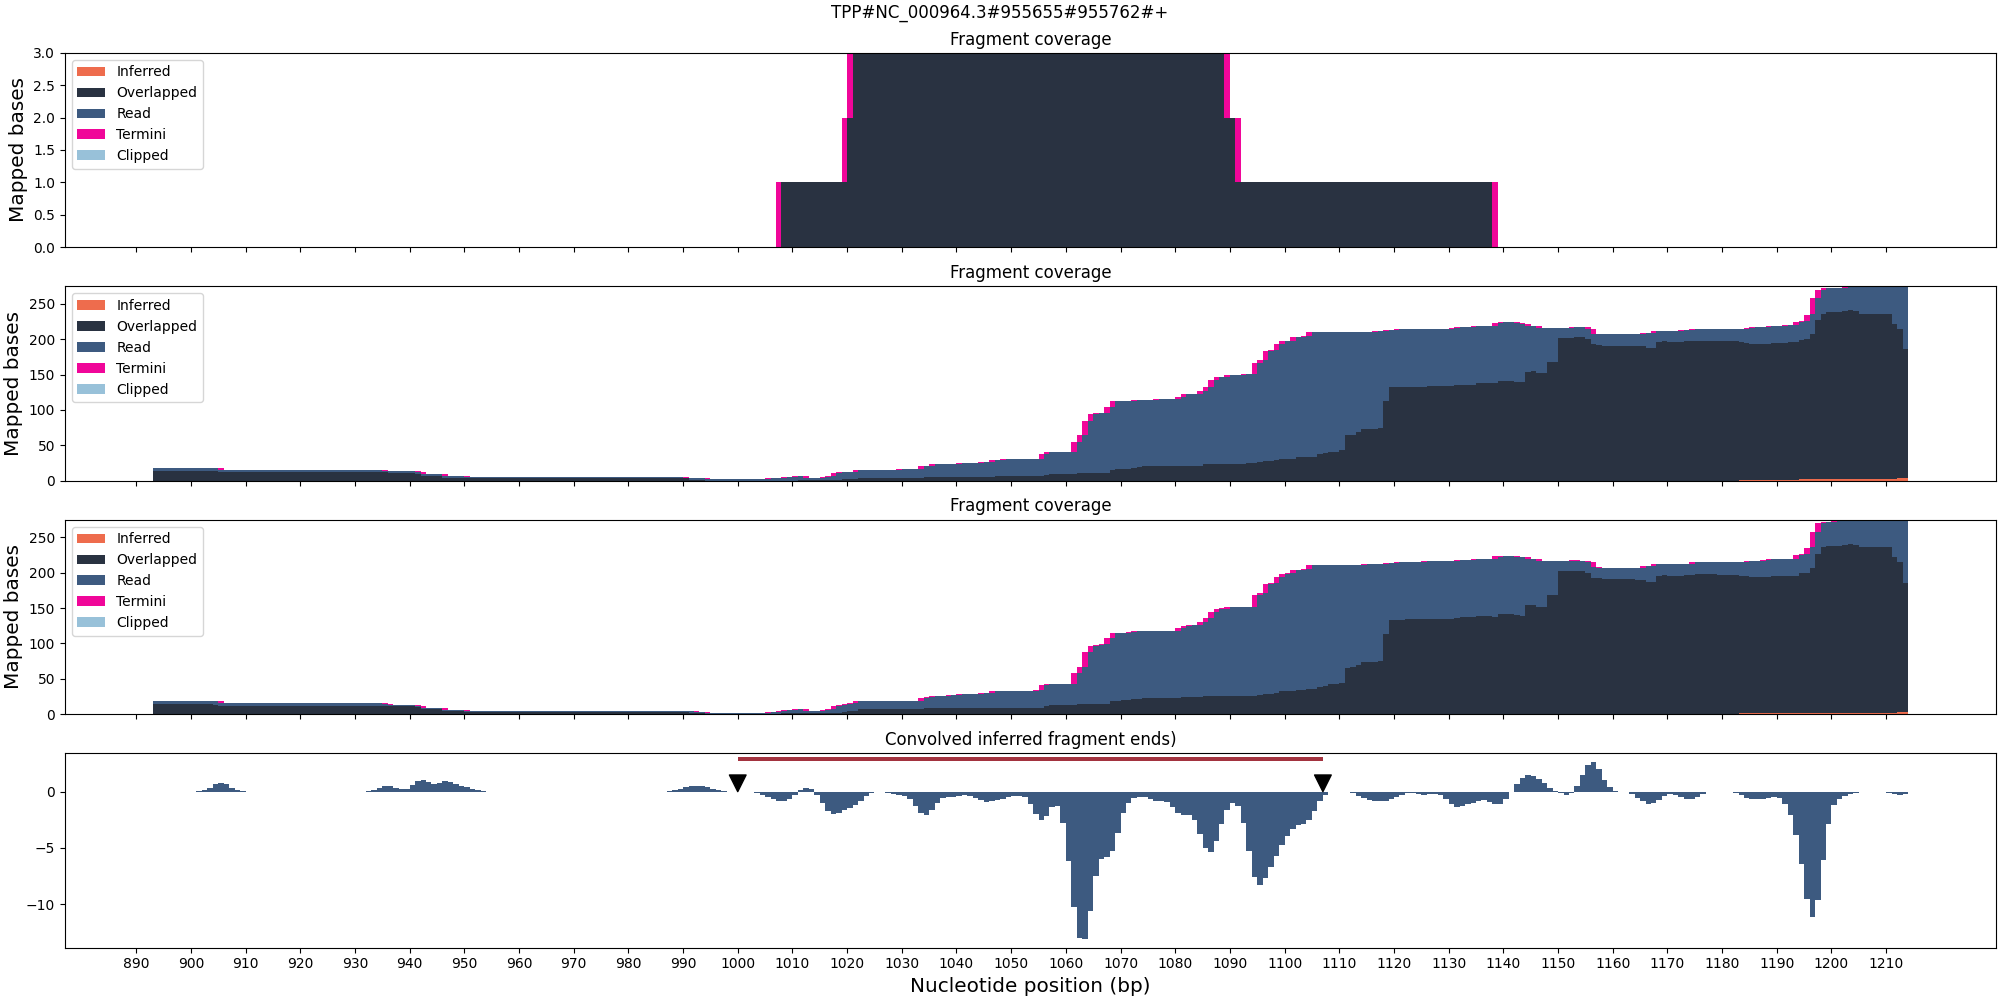 TPP#NC_000964.3#955655#955762#+
Fragment coverage
Mapped bases
3.0
2.5
2.0
1.5
1.0
0.5
0.0
Inferred
Overlapped
Read
Termini
Clipped
Fragment coverage
Mapped bases
250
200
150
100
50
0
Inferred
Overlapped
Read
Termini
Clipped
Fragment coverage
Mapped bases
250
200
150
100
50
0
Inferred
Overlapped
Read
Termini
Clipped
Convolved inferred fragment ends)
0
−5
−10
890 900 910 920 930 940 950 960 970 980 990 1000 1010 1020 1030 1040 1050 1060 1070 1080 1090 1100 1110 1120 1130 1140 1150 1160 1170 1180 1190 1200 1210
Nucleotide position (bp)